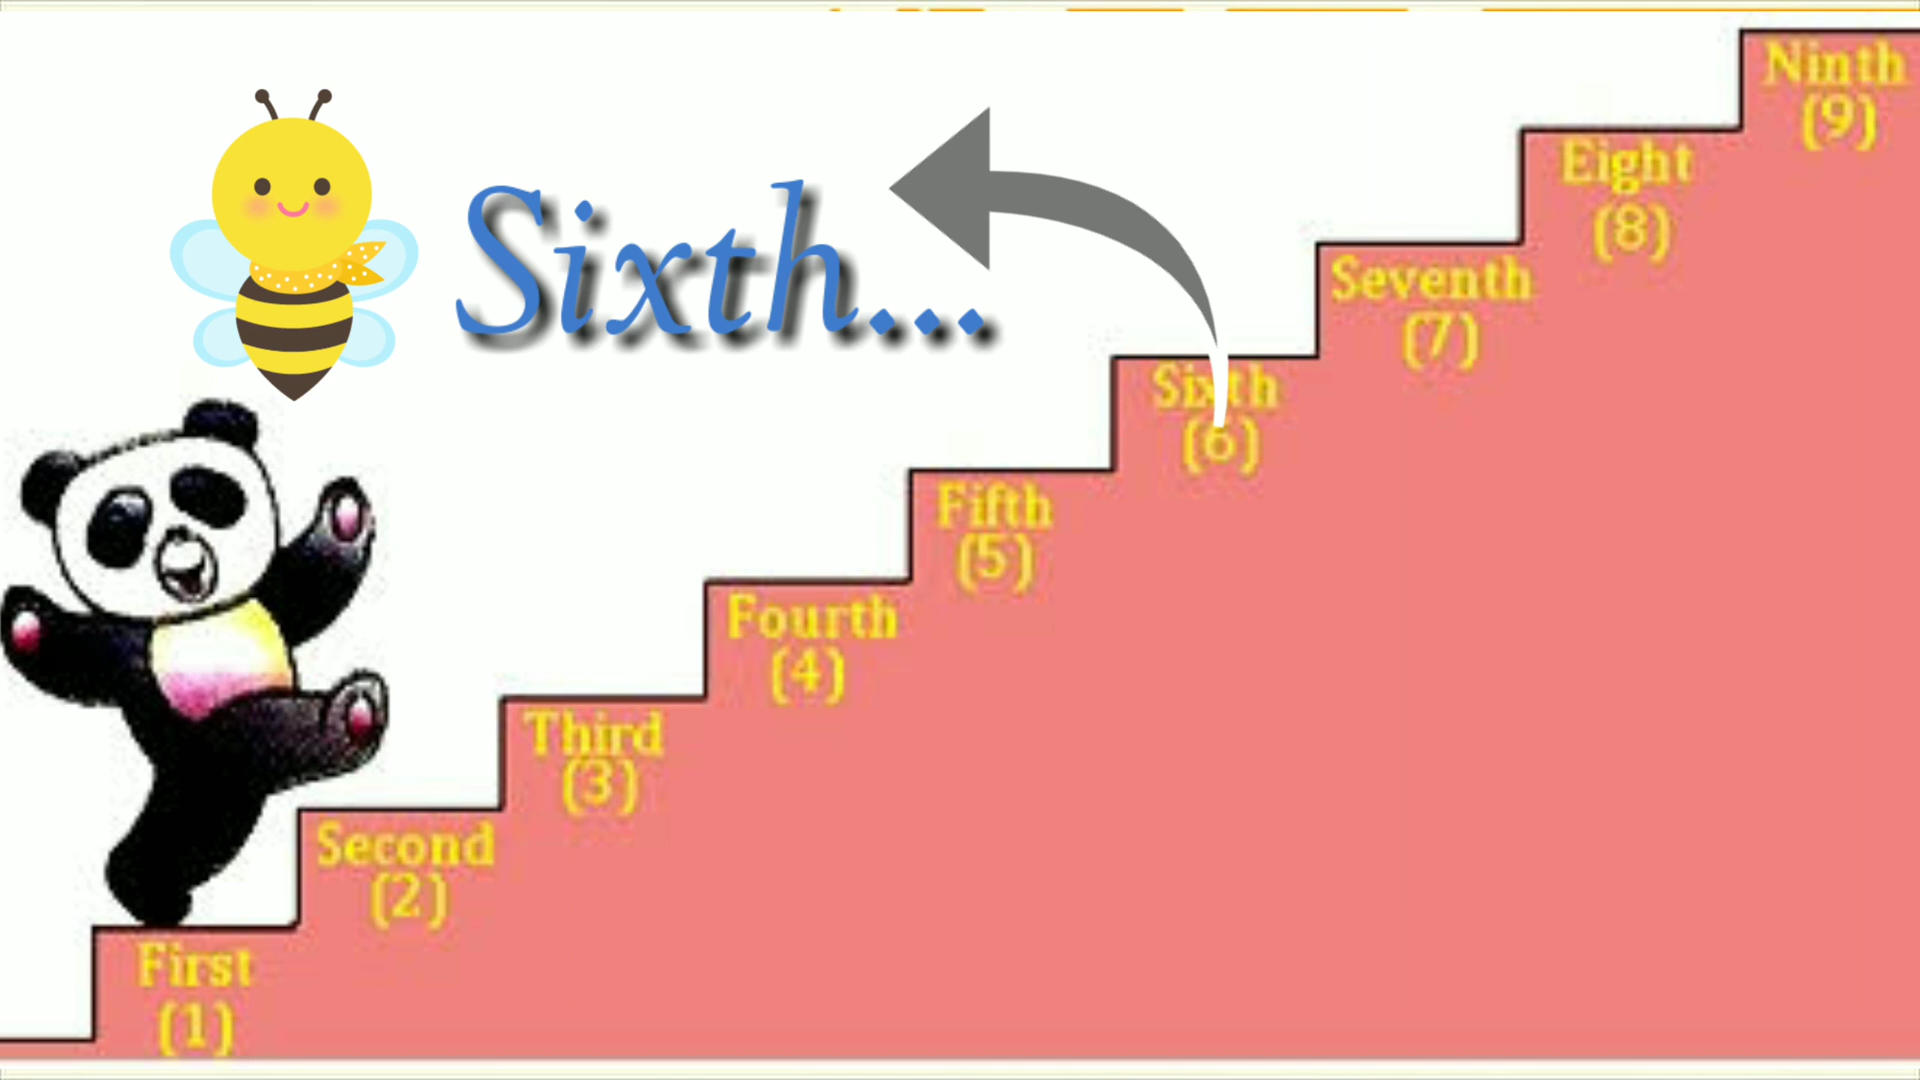 Sixth...
First
(1)
Second
(2)
Third
(3)
Fourth
(4)
Fifth
(5)
Sixth
(6)
Seventh
(7)
Eight
(8)
Ninth
(9)